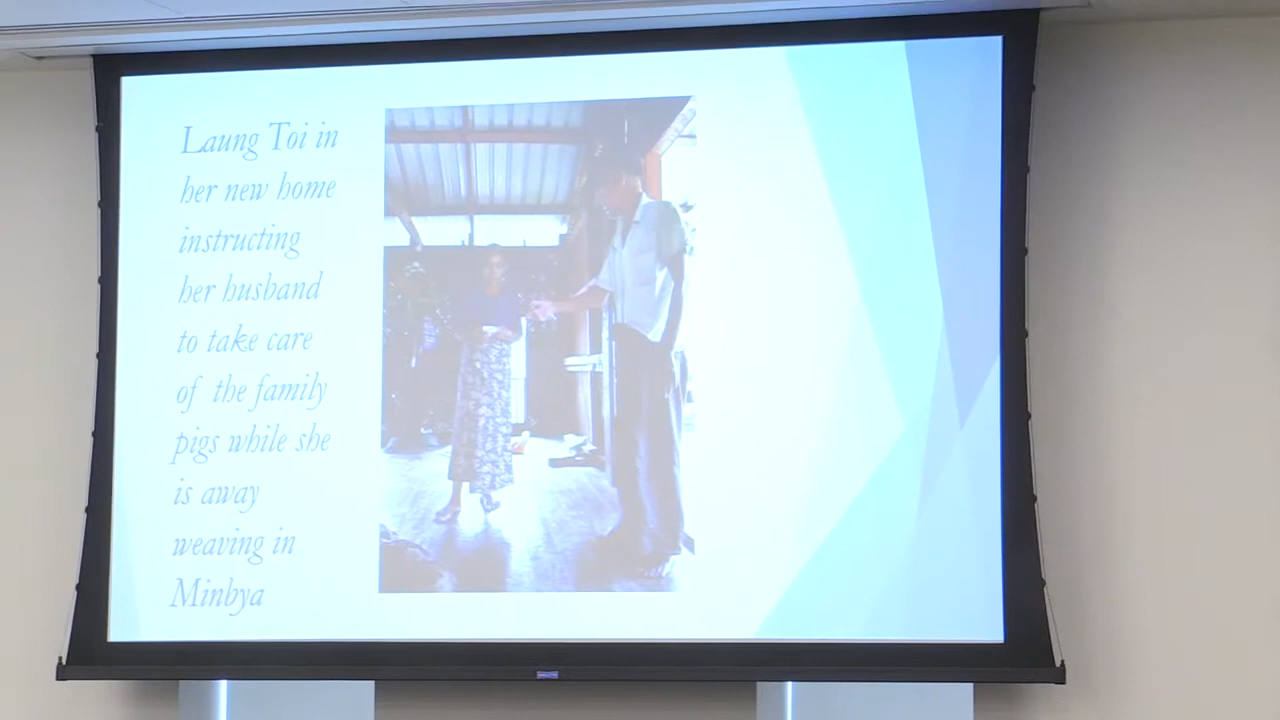 Laung Toi in
her new home
instructing
her husband
to take care
of the family
pigs while she
is away
weaving in
Minbya